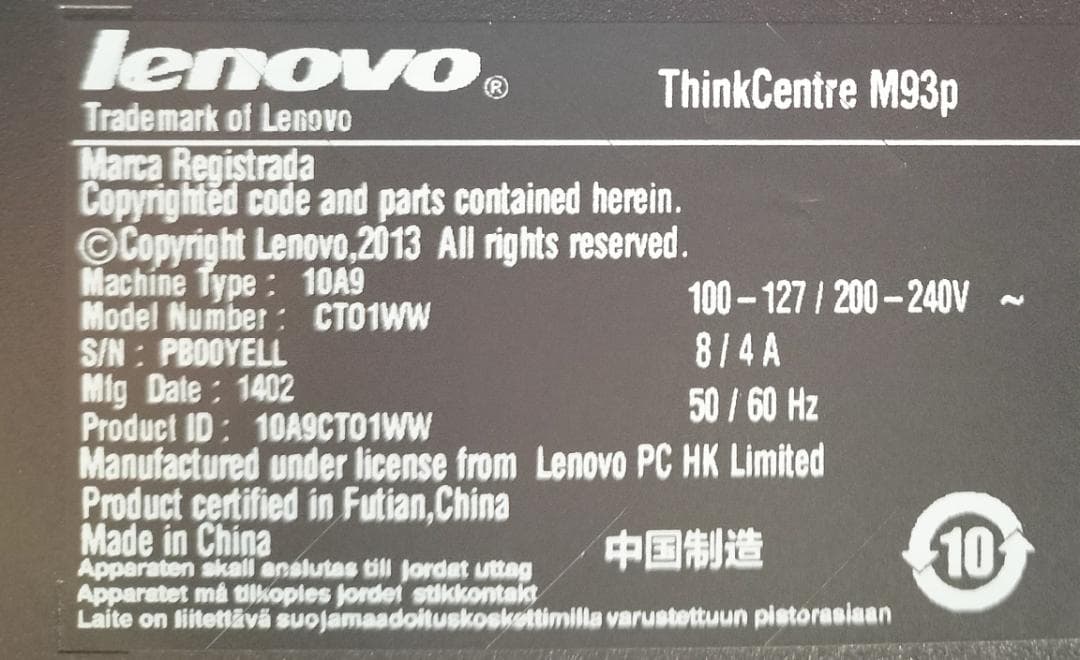 lenovo®
ThinkCentre M93p
Trademark of Lenovo
Marca Registrada
Copyrighted code and parts contained herein.
©Copyright Lenovo,2013 All rights reserved.
Machine Type : 10A9
100-127 / 200-240V ~
Model Number : CTO1WW
S/N : PB00YELL
8 / 4 A
Mfg Date : 1402
50 / 60 Hz
Product ID : 10A9CTO1WW
Manufactured under license from Lenovo PC HK Limited
Product certified in Futian,China
Made in China
中国制造
10
Apparaten skall anslutas till jordat uttag
Apparatet må tilkoples jordet stikkontakt
Laite on liitettävä suojamaadoituskoskettimilla varustettuun pistorasiaan